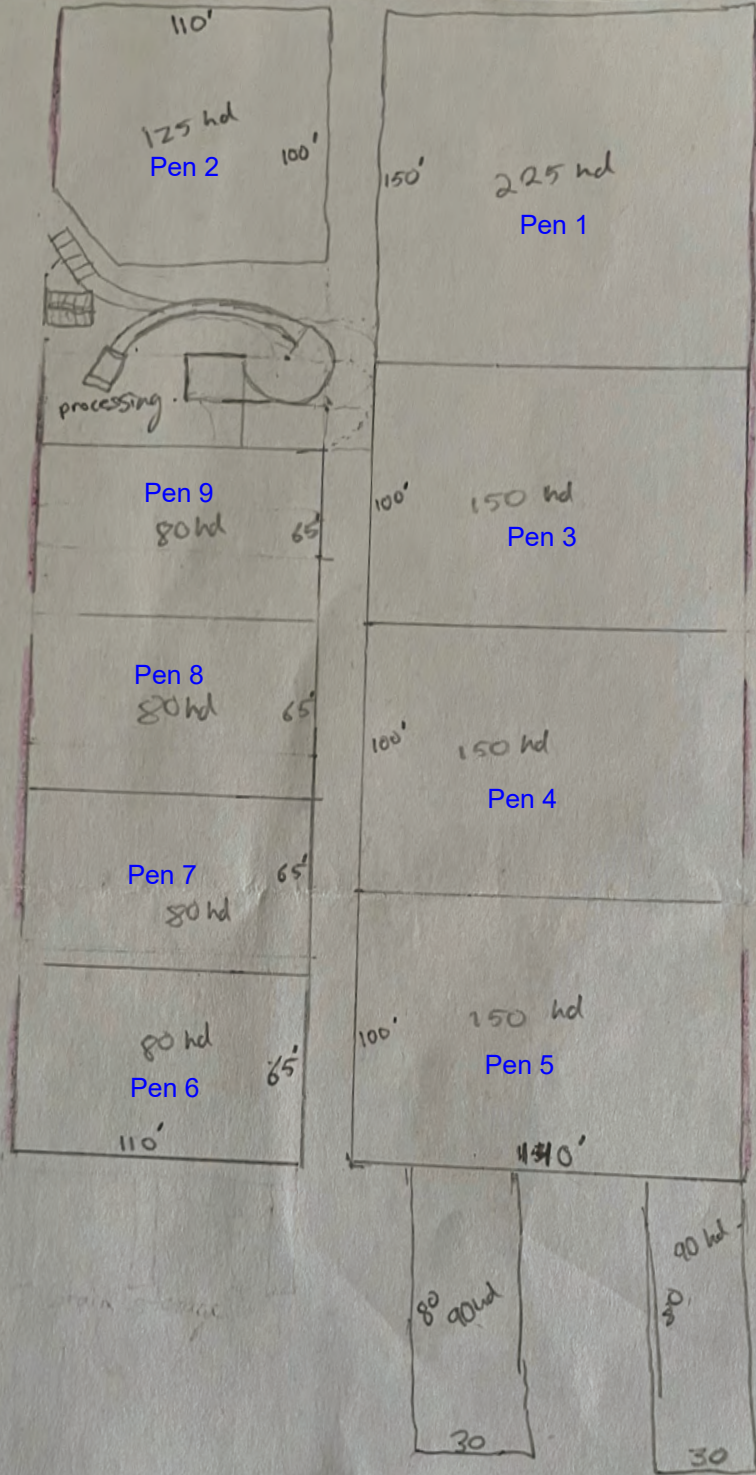 110'
125 hd
Pen 2
100'
150'
225 hd
Pen 1
processing
Pen 9
80 hd
65'
100'
150 hd
Pen 3
Pen 8
80 hd
65'
100'
150 hd
Pen 4
Pen 7
80 hd
65'
80 hd
Pen 6
65'
110'
100'
150 hd
Pen 5
80
90 hd
30
90 hd
80
30